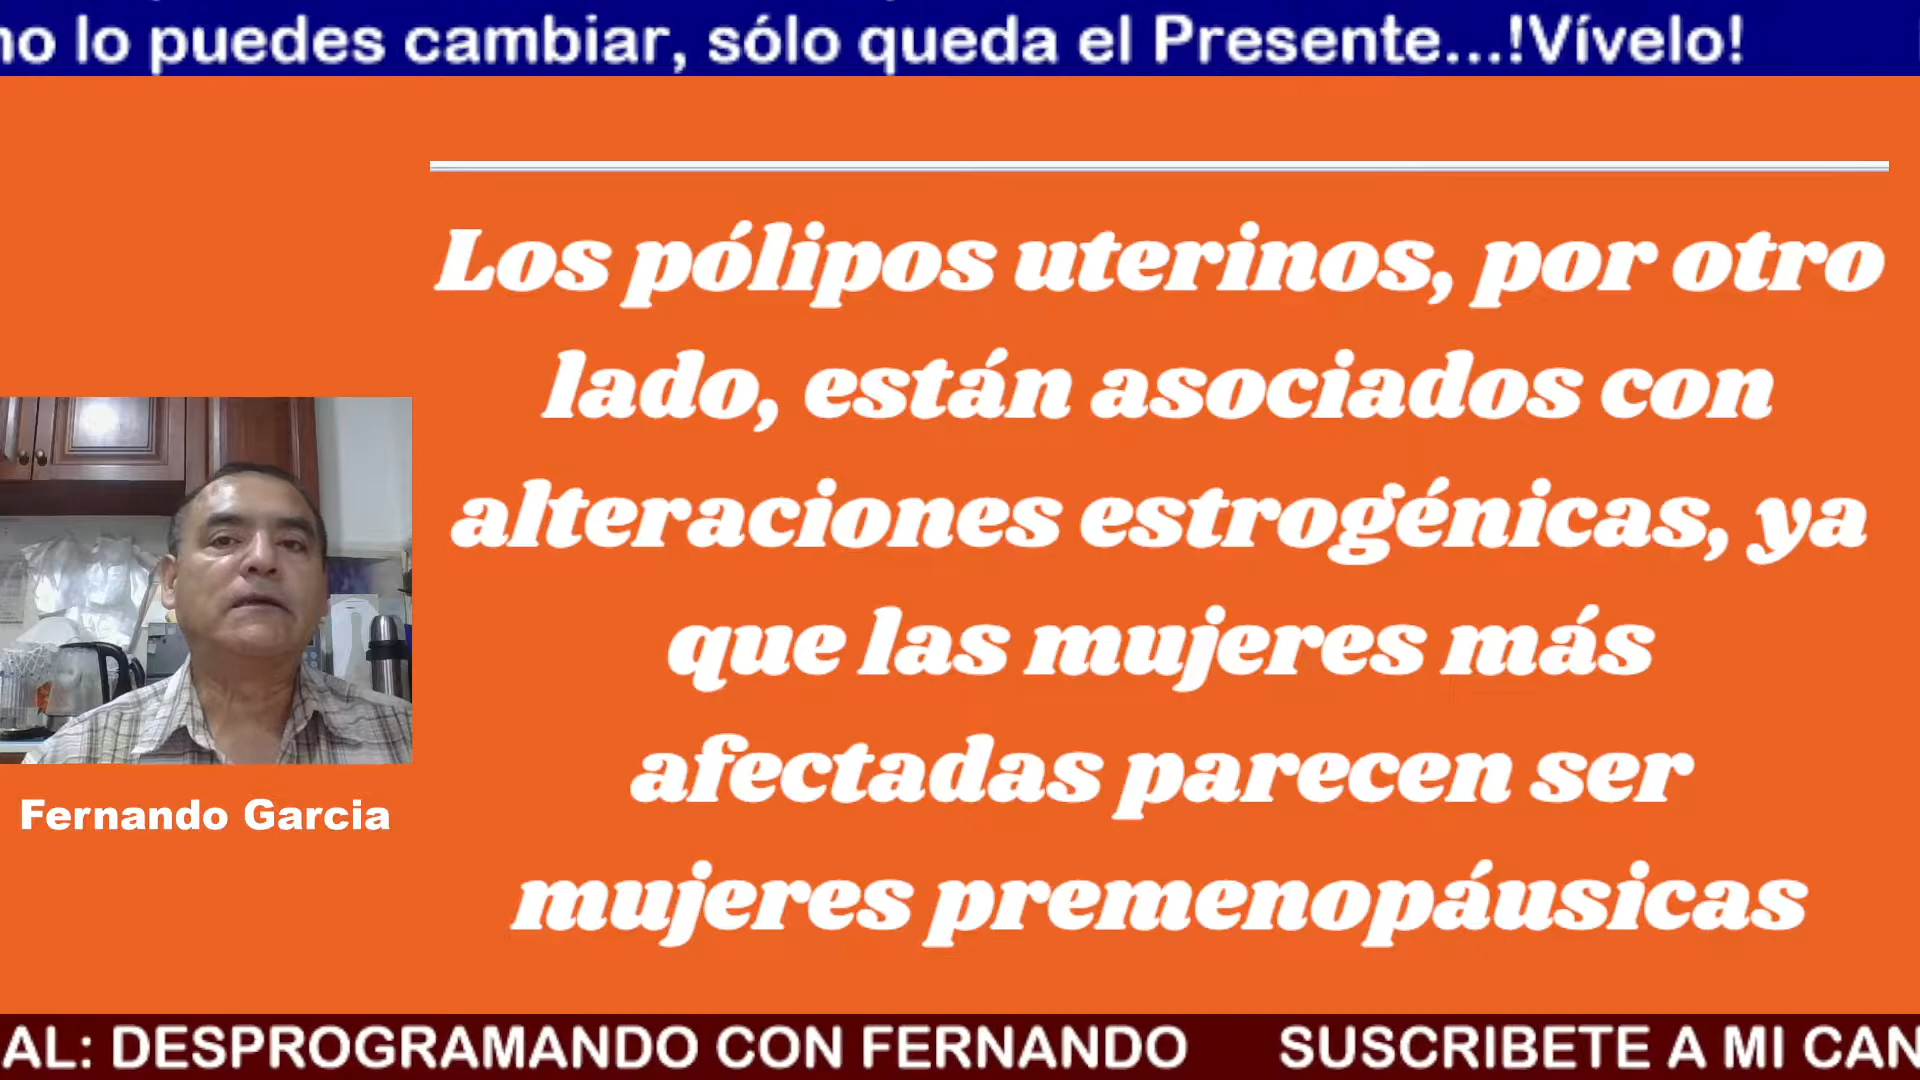 no lo puedes cambiar, sólo queda el Presente...!Vívelo!
Los pólipos uterinos, por otro
lado, están asociados con
alteraciones estrogénicas, ya
que las mujeres más
afectadas parecen ser
mujeres premenopáusicas
Fernando Garcia
AL: DESPROGRAMANDO CON FERNANDO SUSCRIBETE A MI CAN